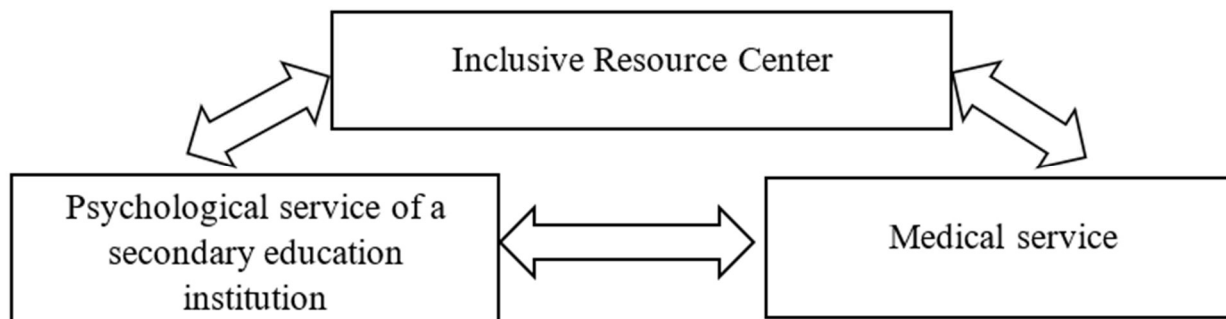 Inclusive Resource Center
Psychological service of a
secondary education
institution
Medical service